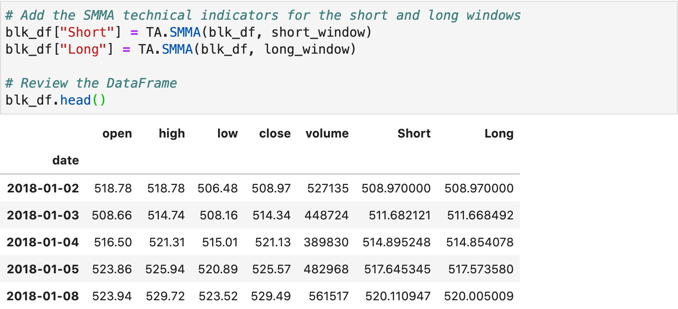 # Add the SMMA technical indicators for the short and long windows
blk_df["Short"] = TA.SMMA(blk_df, short_window)
blk_df["Long"] = TA.SMMA(blk_df, long_window)
# Review the DataFrame
blk_df.head()
open high low close volume Short Long
date
2018-01-02 518.78 518.78 506.48 508.97 527135 508.970000 508.970000
2018-01-03 508.66 514.74 508.16 514.34 448724 511.682121 511.668492
2018-01-04 516.50 521.31 515.01 521.13 389830 514.895248 514.854078
2018-01-05 523.86 525.94 520.89 525.57 482968 517.645345 517.573580
2018-01-08 523.94 529.72 523.52 529.49 561517 520.110947 520.005009